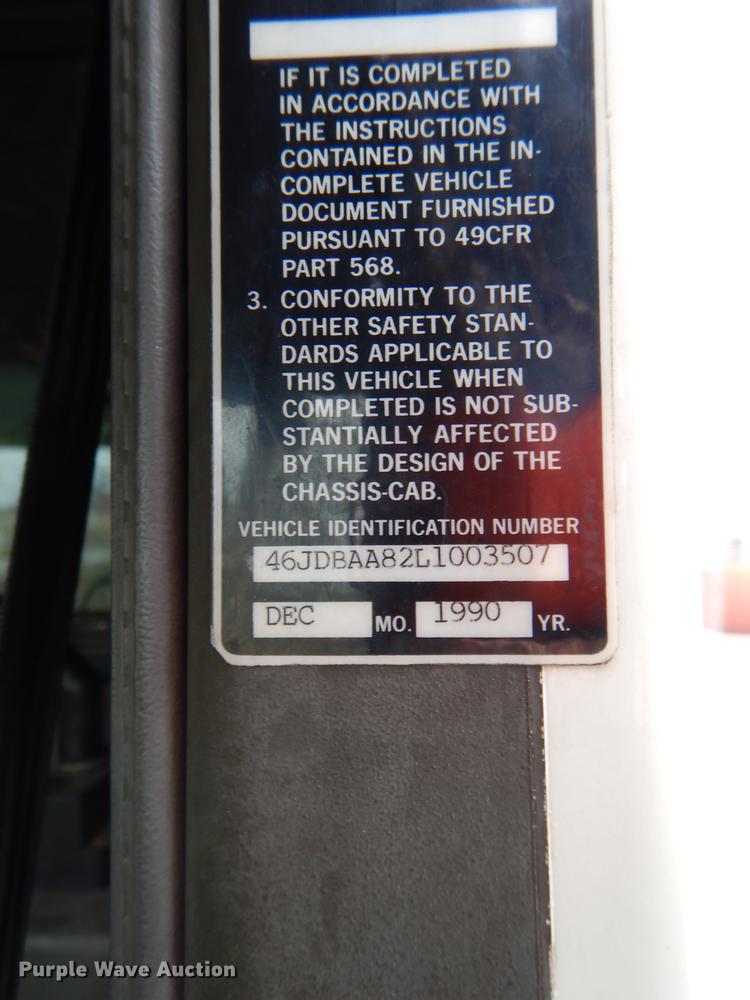 IF IT IS COMPLETED
IN ACCORDANCE WITH
THE INSTRUCTIONS
CONTAINED IN THE IN-
COMPLETE VEHICLE
DOCUMENT FURNISHED
PURSUANT TO 49CFR
PART 568.
3. CONFORMITY TO THE
OTHER SAFETY STAN-
DARDS APPLICABLE TO
THIS VEHICLE WHEN
COMPLETED IS NOT SUB-
STANTIALLY AFFECTED
BY THE DESIGN OF THE
CHASSIS-CAB.
VEHICLE IDENTIFICATION NUMBER
46JDBAA82L1003507
DEC MO. 1990 YR.
Purple Wave Auction